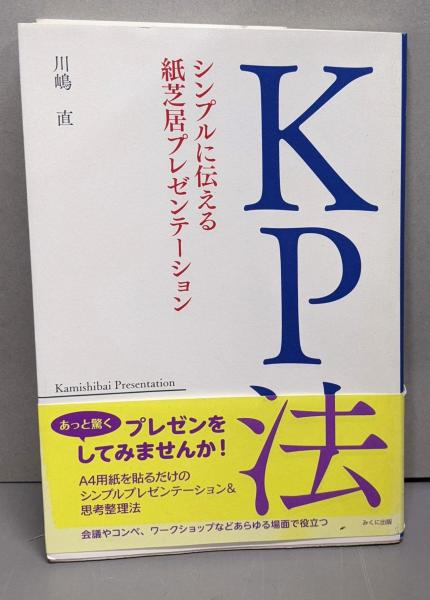 KP法
シンプルに伝える
紙芝居プレゼンテーション
川嶋 直
Kamishibai Presentation
あっと驚く
プレゼンを
してみませんか!
A4用紙を貼るだけの
シンプルプレゼンテーション&
思考整理法
会議やコンペ、ワークショップなどあらゆる場面で役立つ
みくに出版